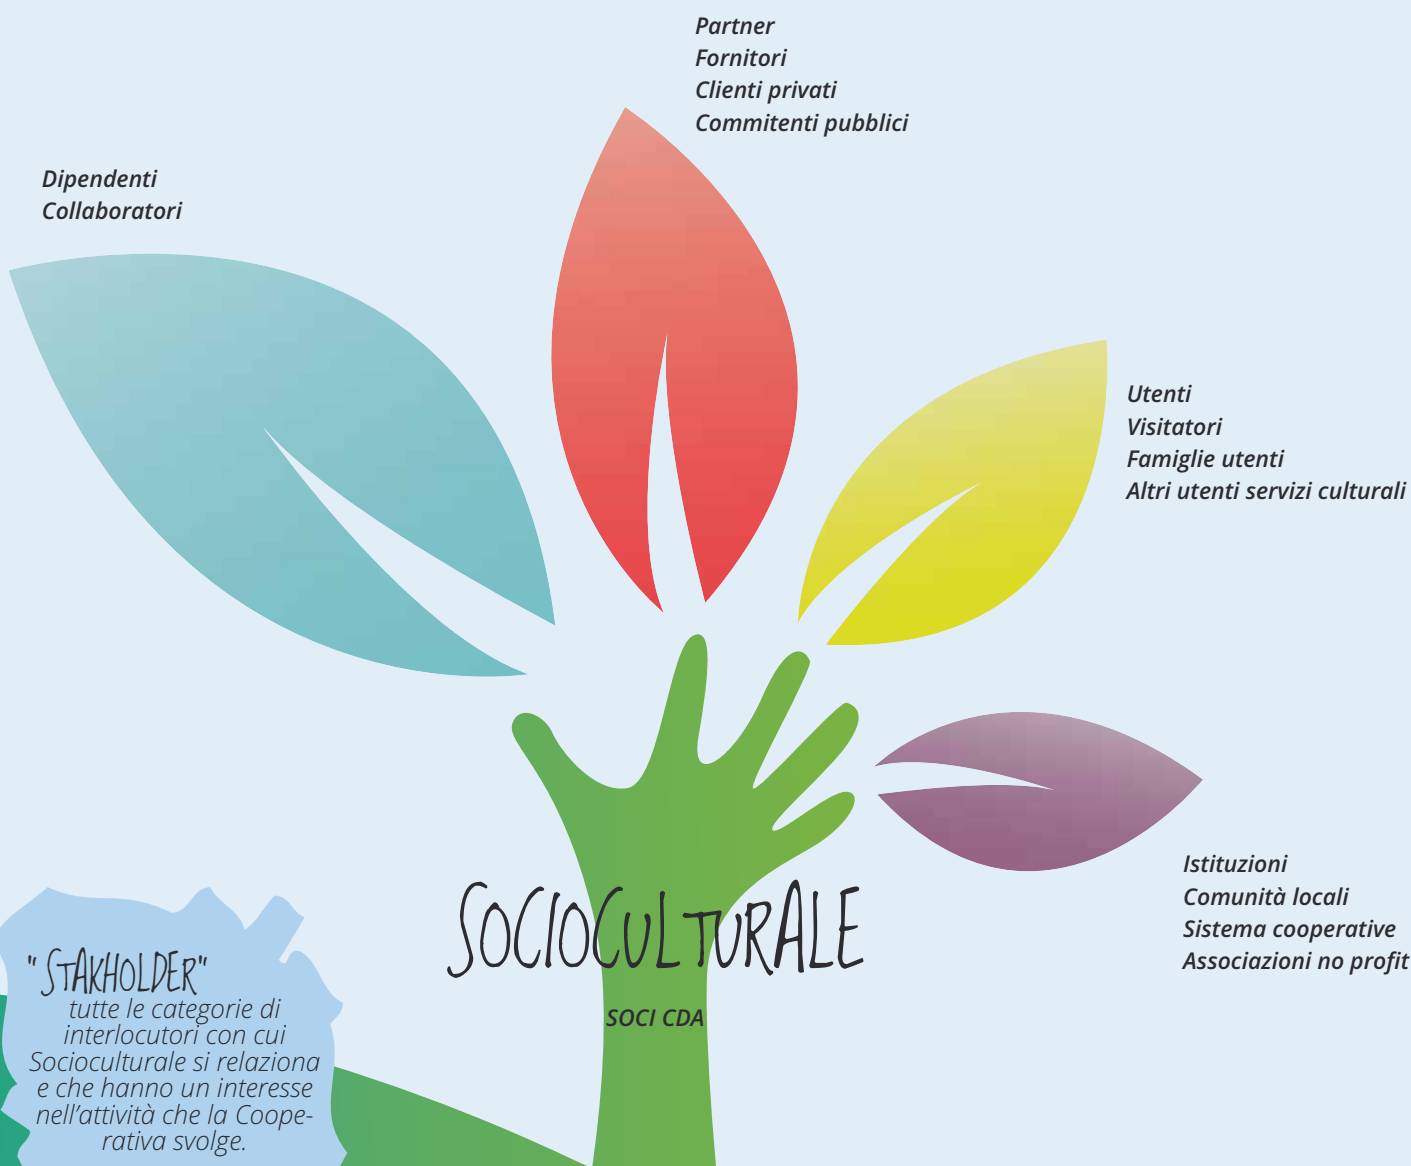 Partner
Fornitori
Clienti privati
Commitenti pubblici
Dipendenti
Collaboratori
Utenti
Visitatori
Famiglie utenti
Altri utenti servizi culturali
Istituzioni
Comunità locali
Sistema cooperative
Associazioni no profit
SOCIOCULTURALE
SOCI CDA
"STAKHOLDER"
tutte le categorie di
interlocutori con cui
Socioculturale si relaziona
e che hanno un interesse
nell’attività che la Coope-
rativa svolge.